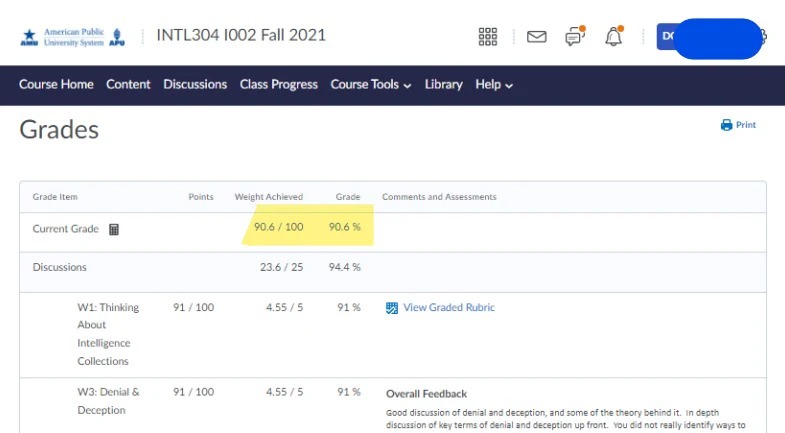 American Public
University System
AMU
APU
INTL304 I002 Fall 2021
DO
Course Home Content Discussions Class Progress Course Tools Library Help
Grades
Print
Grade Item Points Weight Achieved Grade Comments and Assessments
Current Grade 90.6 / 100 90.6 %
Discussions 23.6 / 25 94.4 %
W1: Thinking 91 / 100 4.55 / 5 91 % View Graded Rubric
About
Intelligence
Collections
W3: Denial & 91 / 100 4.55 / 5 91 % Overall Feedback
Deception
Good discussion of denial and deception, and some of the theory behind it. In depth
discussion of key terms of denial and deception up front. You did not really identify ways to